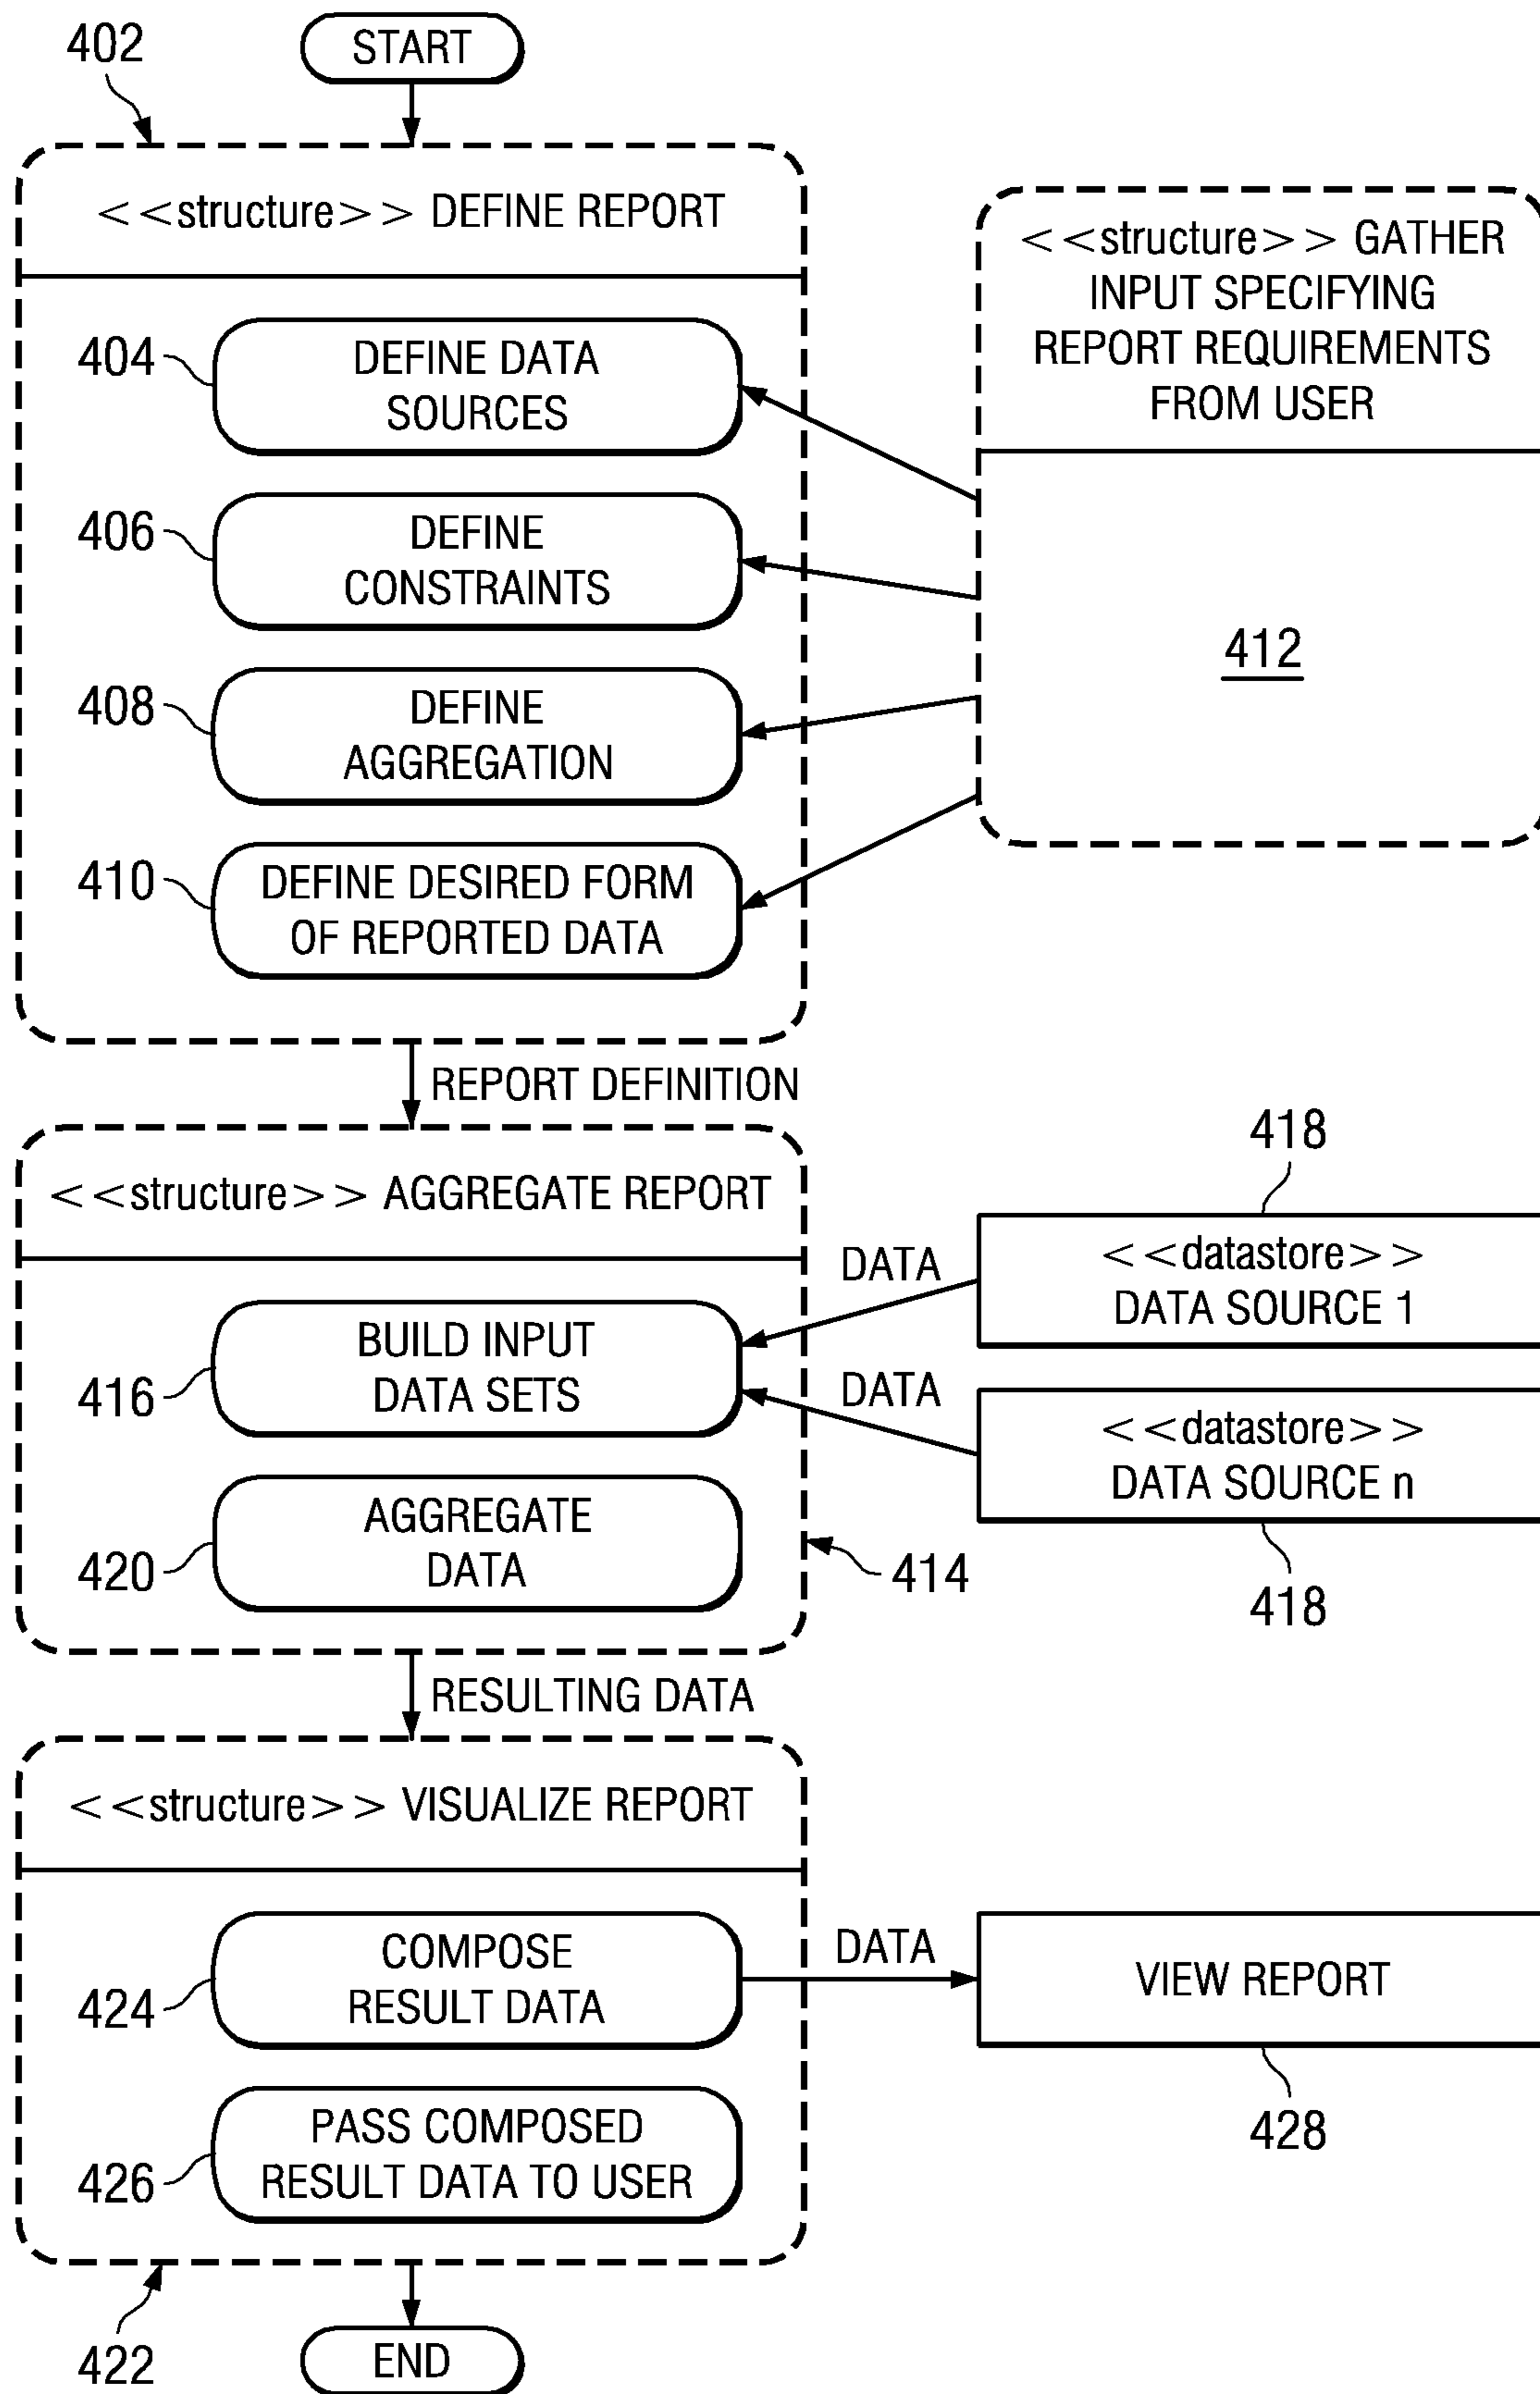 402
START
<<structure>> DEFINE REPORT
<<structure>> GATHER
INPUT SPECIFYING
REPORT REQUIREMENTS
FROM USER
404
DEFINE DATA
SOURCES
406
DEFINE
CONSTRAINTS
412
408
DEFINE
AGGREGATION
410
DEFINE DESIRED FORM
OF REPORTED DATA
REPORT DEFINITION
<<structure>> AGGREGATE REPORT
418
DATA
<<datastore>>
DATA SOURCE 1
416
BUILD INPUT
DATA SETS
DATA
<<datastore>>
DATA SOURCE n
418
420
AGGREGATE
DATA
414
RESULTING DATA
<<structure>> VISUALIZE REPORT
424
COMPOSE
RESULT DATA
DATA
VIEW REPORT
428
426
PASS COMPOSED
RESULT DATA TO USER
422
END